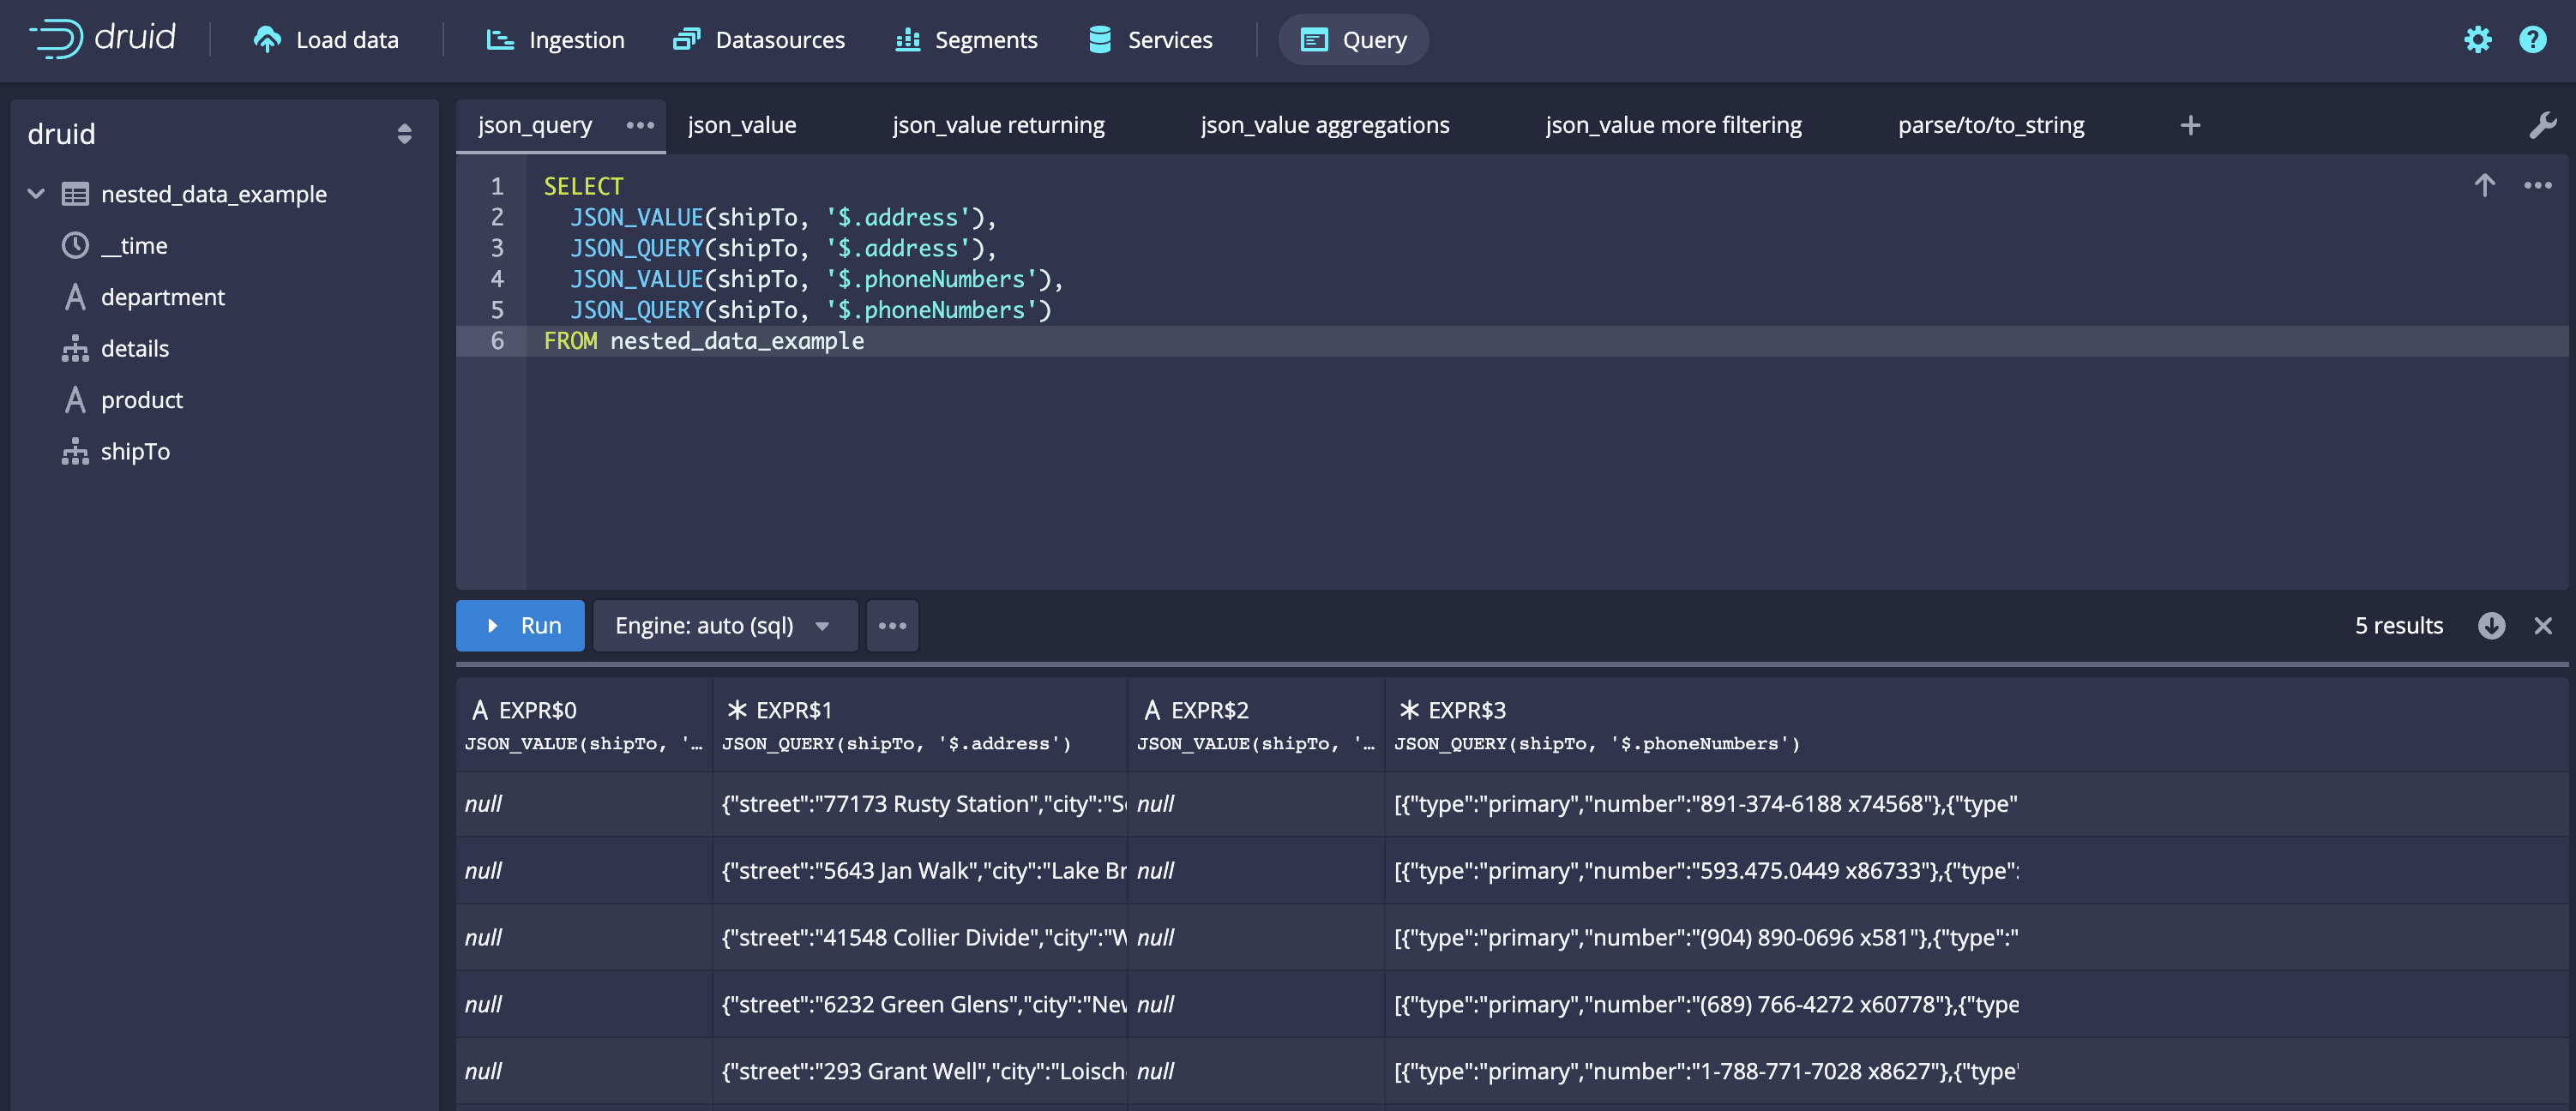 druid
Load data
Ingestion
Datasources
Segments
Services
Query
druid
nested_data_example
__time
department
details
product
shipTo
json_query
json_value
json_value returning
json_value aggregations
json_value more filtering
parse/to/to_string
1 SELECT
2 JSON_VALUE(shipTo, '$.address'),
3 JSON_QUERY(shipTo, '$.address'),
4 JSON_VALUE(shipTo, '$.phoneNumbers'),
5 JSON_QUERY(shipTo, '$.phoneNumbers')
6 FROM nested_data_example
Run
Engine: auto (sql)
5 results
EXPR$0
JSON_VALUE(shipTo, '…
EXPR$1
JSON_QUERY(shipTo, '$.address')
EXPR$2
JSON_VALUE(shipTo, '…
EXPR$3
JSON_QUERY(shipTo, '$.phoneNumbers')
null {"street":"77173 Rusty Station","city":"S null [{"type":"primary","number":"891-374-6188 x74568"},{"type"
null {"street":"5643 Jan Walk","city":"Lake Br null [{"type":"primary","number":"593.475.0449 x86733"},{"type":
null {"street":"41548 Collier Divide","city":"W null [{"type":"primary","number":"(904) 890-0696 x581"},{"type":"
null {"street":"6232 Green Glens","city":"New null [{"type":"primary","number":"(689) 766-4272 x60778"},{"type
null {"street":"293 Grant Well","city":"Loisch null [{"type":"primary","number":"1-788-771-7028 x8627"},{"type"